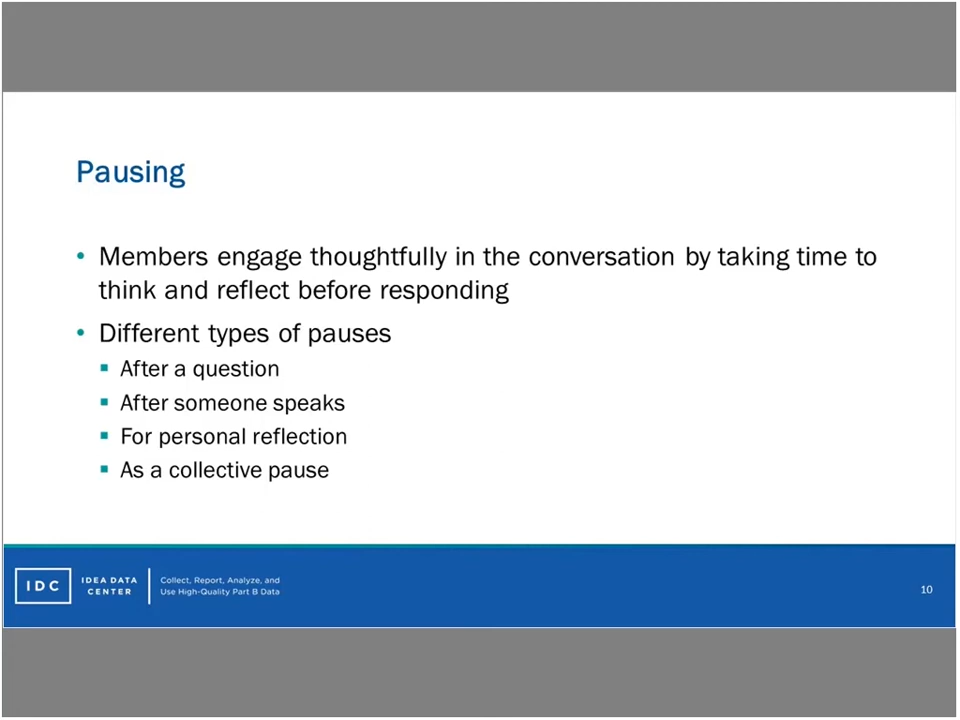 Pausing
• Members engage thoughtfully in the conversation by taking time to
think and reflect before responding
• Different types of pauses
▪ After a question
▪ After someone speaks
▪ For personal reflection
▪ As a collective pause
IDC
IDEA DATA
CENTER
Collect, Report, Analyze, and
Use High-Quality Part B Data
10